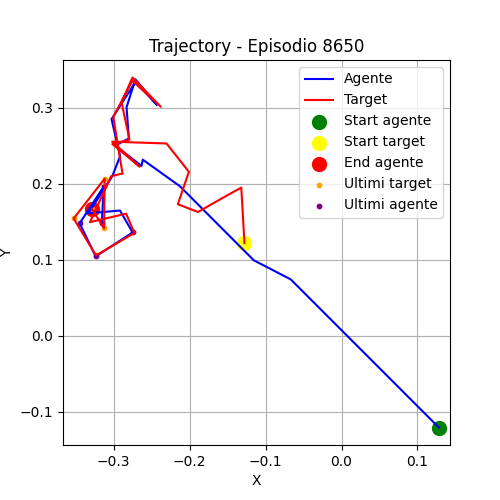 Trajectory - Episodio 8650
Agente
Target
Start agente
Start target
End agente
Ultimi target
Ultimi agente
Y
0.3
0.2
0.1
0.0
−0.1
−0.3
−0.2
−0.1
0.0
0.1
X